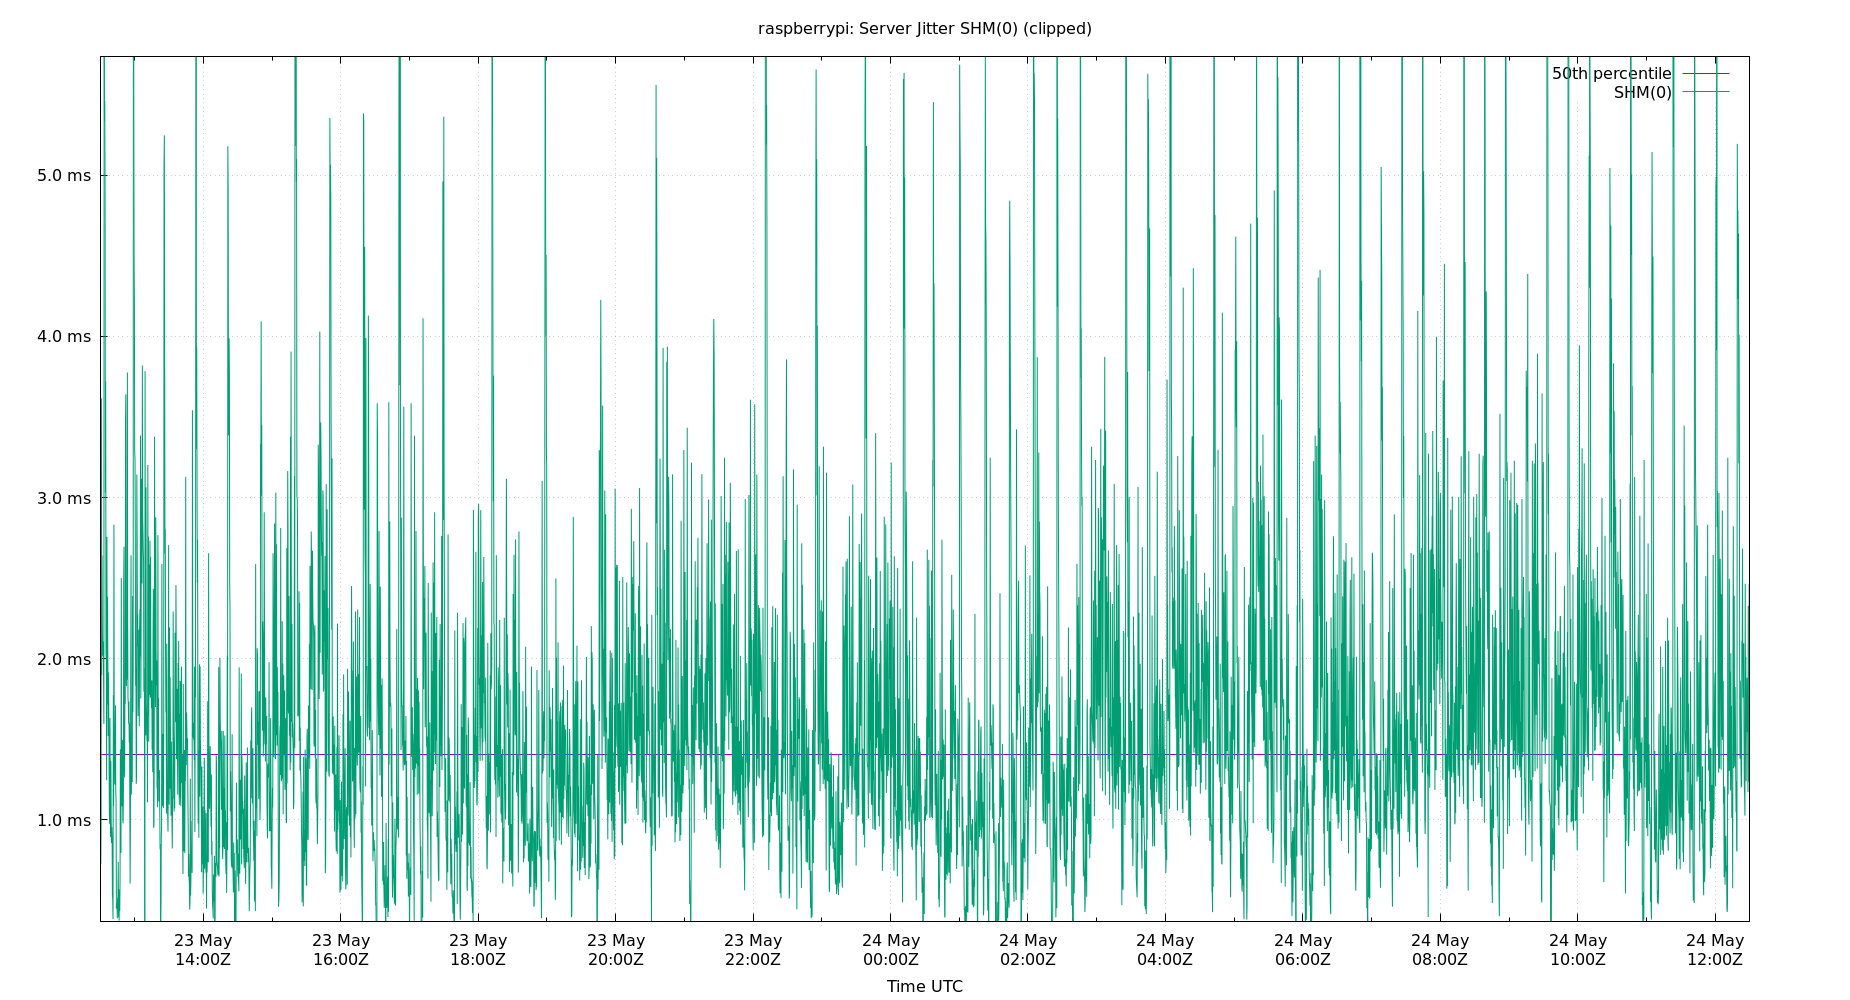 raspberrypi: Server Jitter SHM(0) (clipped)
50th percentile
SHM(0)
5.0 ms
4.0 ms
3.0 ms
2.0 ms
1.0 ms
23 May 23 May 23 May 23 May 23 May 24 May 24 May 24 May 24 May 24 May 24 May 24 May
14:00Z 16:00Z 18:00Z 20:00Z 22:00Z 00:00Z 02:00Z 04:00Z 06:00Z 08:00Z 10:00Z 12:00Z
Time UTC